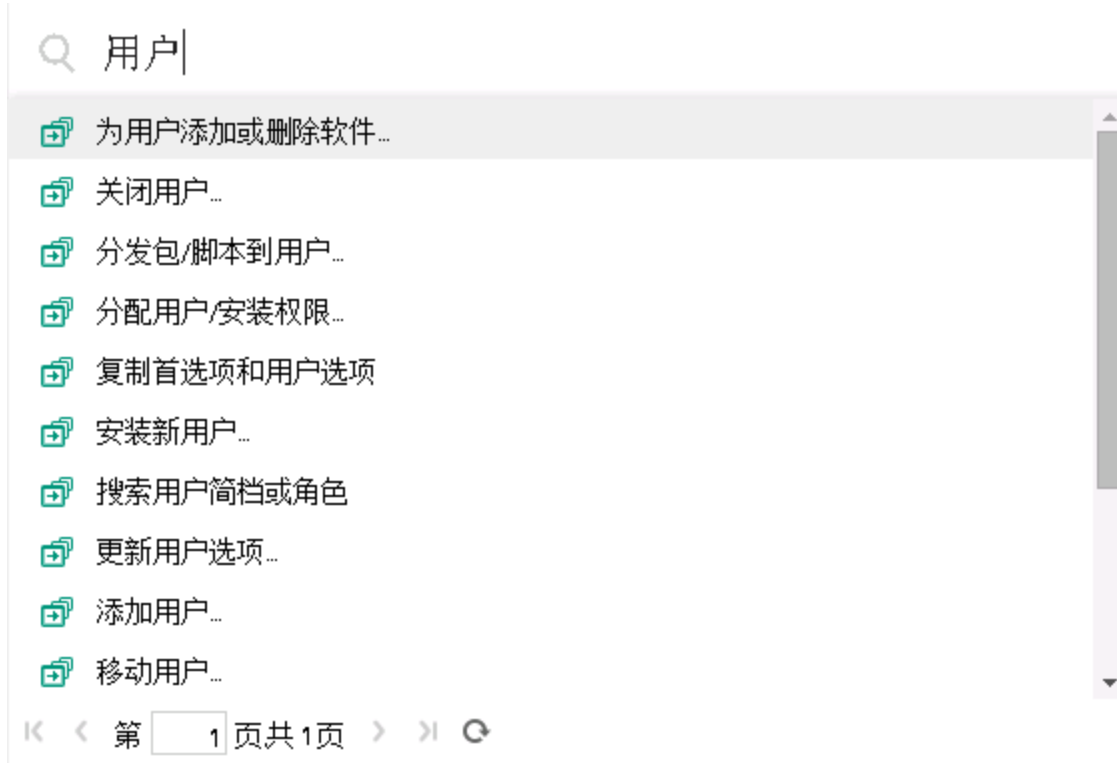 用户
为用户添加或删除软件...
关闭用户...
分发包/脚本到用户...
分配用户/安装权限...
复制首选项和用户选项
安装新用户...
搜索用户简档或角色
更新用户选项...
添加用户...
移动用户...
第 1 页共1页